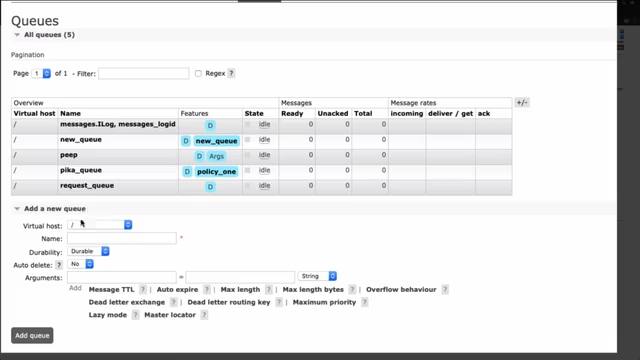 Queues
All queues (5)
Pagination
Page 1 of 1 - Filter: Regex ?
Overview Messages Message rates +/-
Virtual host Name Features State Ready Unacked Total incoming deliver / get ack
/ messages.ILog, messages_logid D idle 0 0 0
/ new_queue D new_queue idle 0 0 0
/ peep D Args idle 0 0 0
/ pika_queue D policy_one idle 0 0 0
/ request_queue D idle 0 0 0
Add a new queue
Virtual host: /
Name: *
Durability: Durable
Auto delete: ? No
Arguments: = String
Add Message TTL ? | Auto expire ? | Max length ? | Max length bytes ? | Overflow behaviour ?
Dead letter exchange ? | Dead letter routing key ? | Maximum priority ?
Lazy mode ? | Master locator ?
Add queue